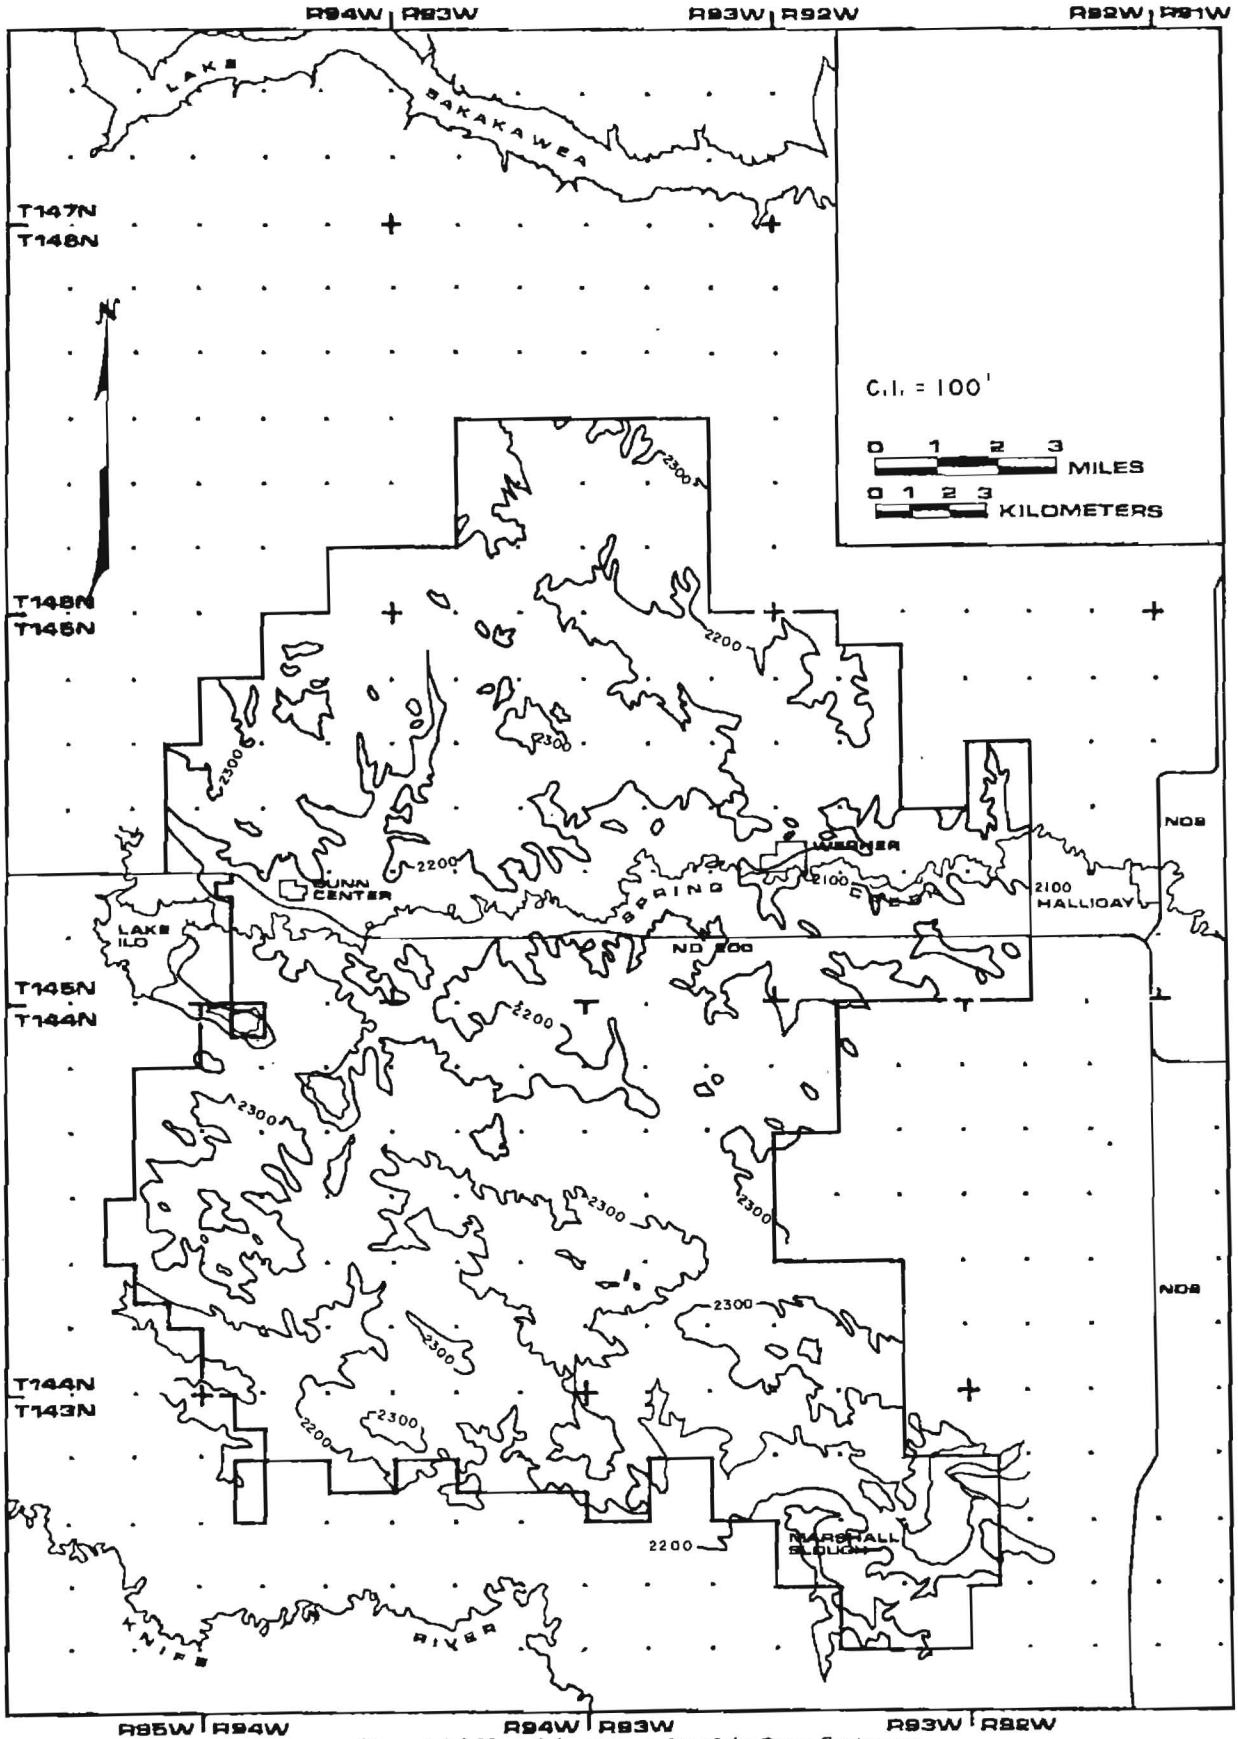 R94W R93W R93W R92W R92W R91W
LAKE
SAKAKAWEA
T147N
T146N
N
C.I. = 100'
0 1 2 3
MILES
0 1 2 3
KILOMETERS
2300
T146N
T145N
2200
2300
2300
ND8
2200
WERNER
DUNN
CENTER
SPRING
2100
CREEK
2100
HALLIDAY
LAKE
ILO
ND 200
T145N
T144N
2200
2300
2300
2300
2300
ND8
2300
T144N
T143N
2300
2200
MARSHALL
SLOUGH
2200
KNIFE
RIVER
R95W R94W R94W R93W R93W R92W